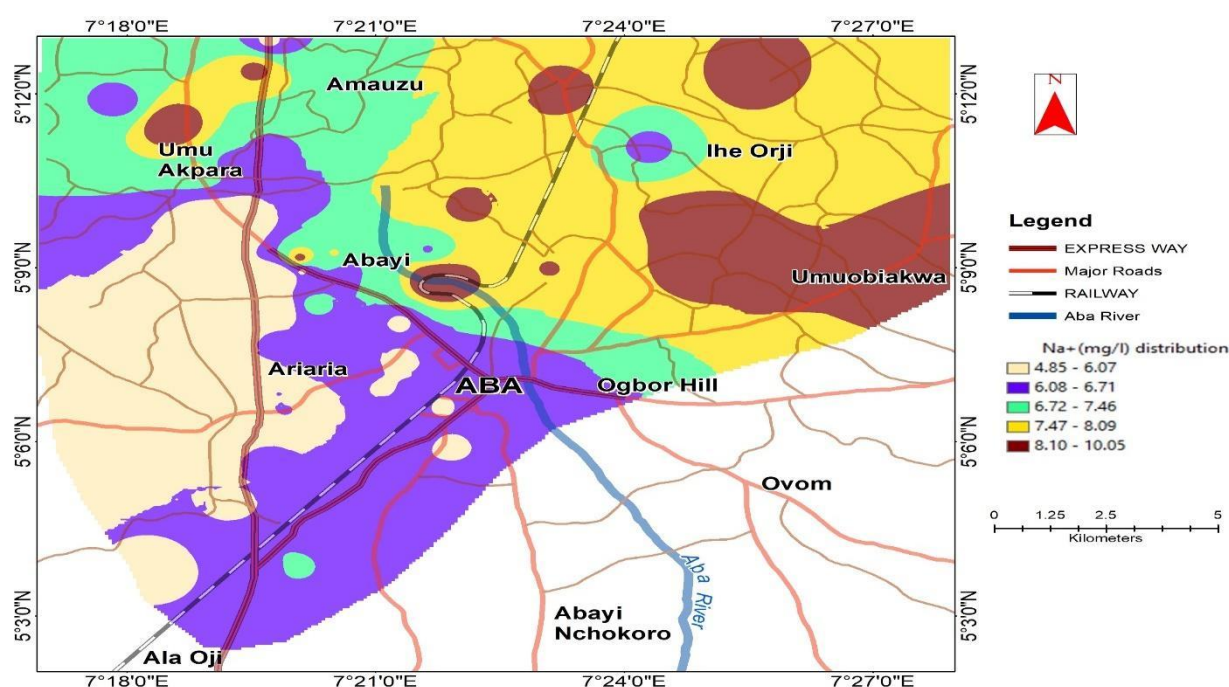 7°18'0"E
7°21'0"E
7°24'0"E
7°27'0"E
5°12'0"N
5°12'0"N
N
Amauzu
Umu
Akpara
Ihe Orji
Legend
EXPRESS WAY
Major Roads
RAILWAY
Aba River
5°9'0"N
5°9'0"N
Abayi
Umuobiakwa
Na+(mg/l) distribution
4.85 - 6.07
6.08 - 6.71
6.72 - 7.46
7.47 - 8.09
8.10 - 10.05
Ariaria
ABA
Ogbor Hill
5°6'0"N
5°6'0"N
Ovom
0 1.25 2.5 5
Kilometers
Aba River
5°3'0"N
5°3'0"N
Abayi
Nchokoro
Ala Oji
7°18'0"E
7°21'0"E
7°24'0"E
7°27'0"E